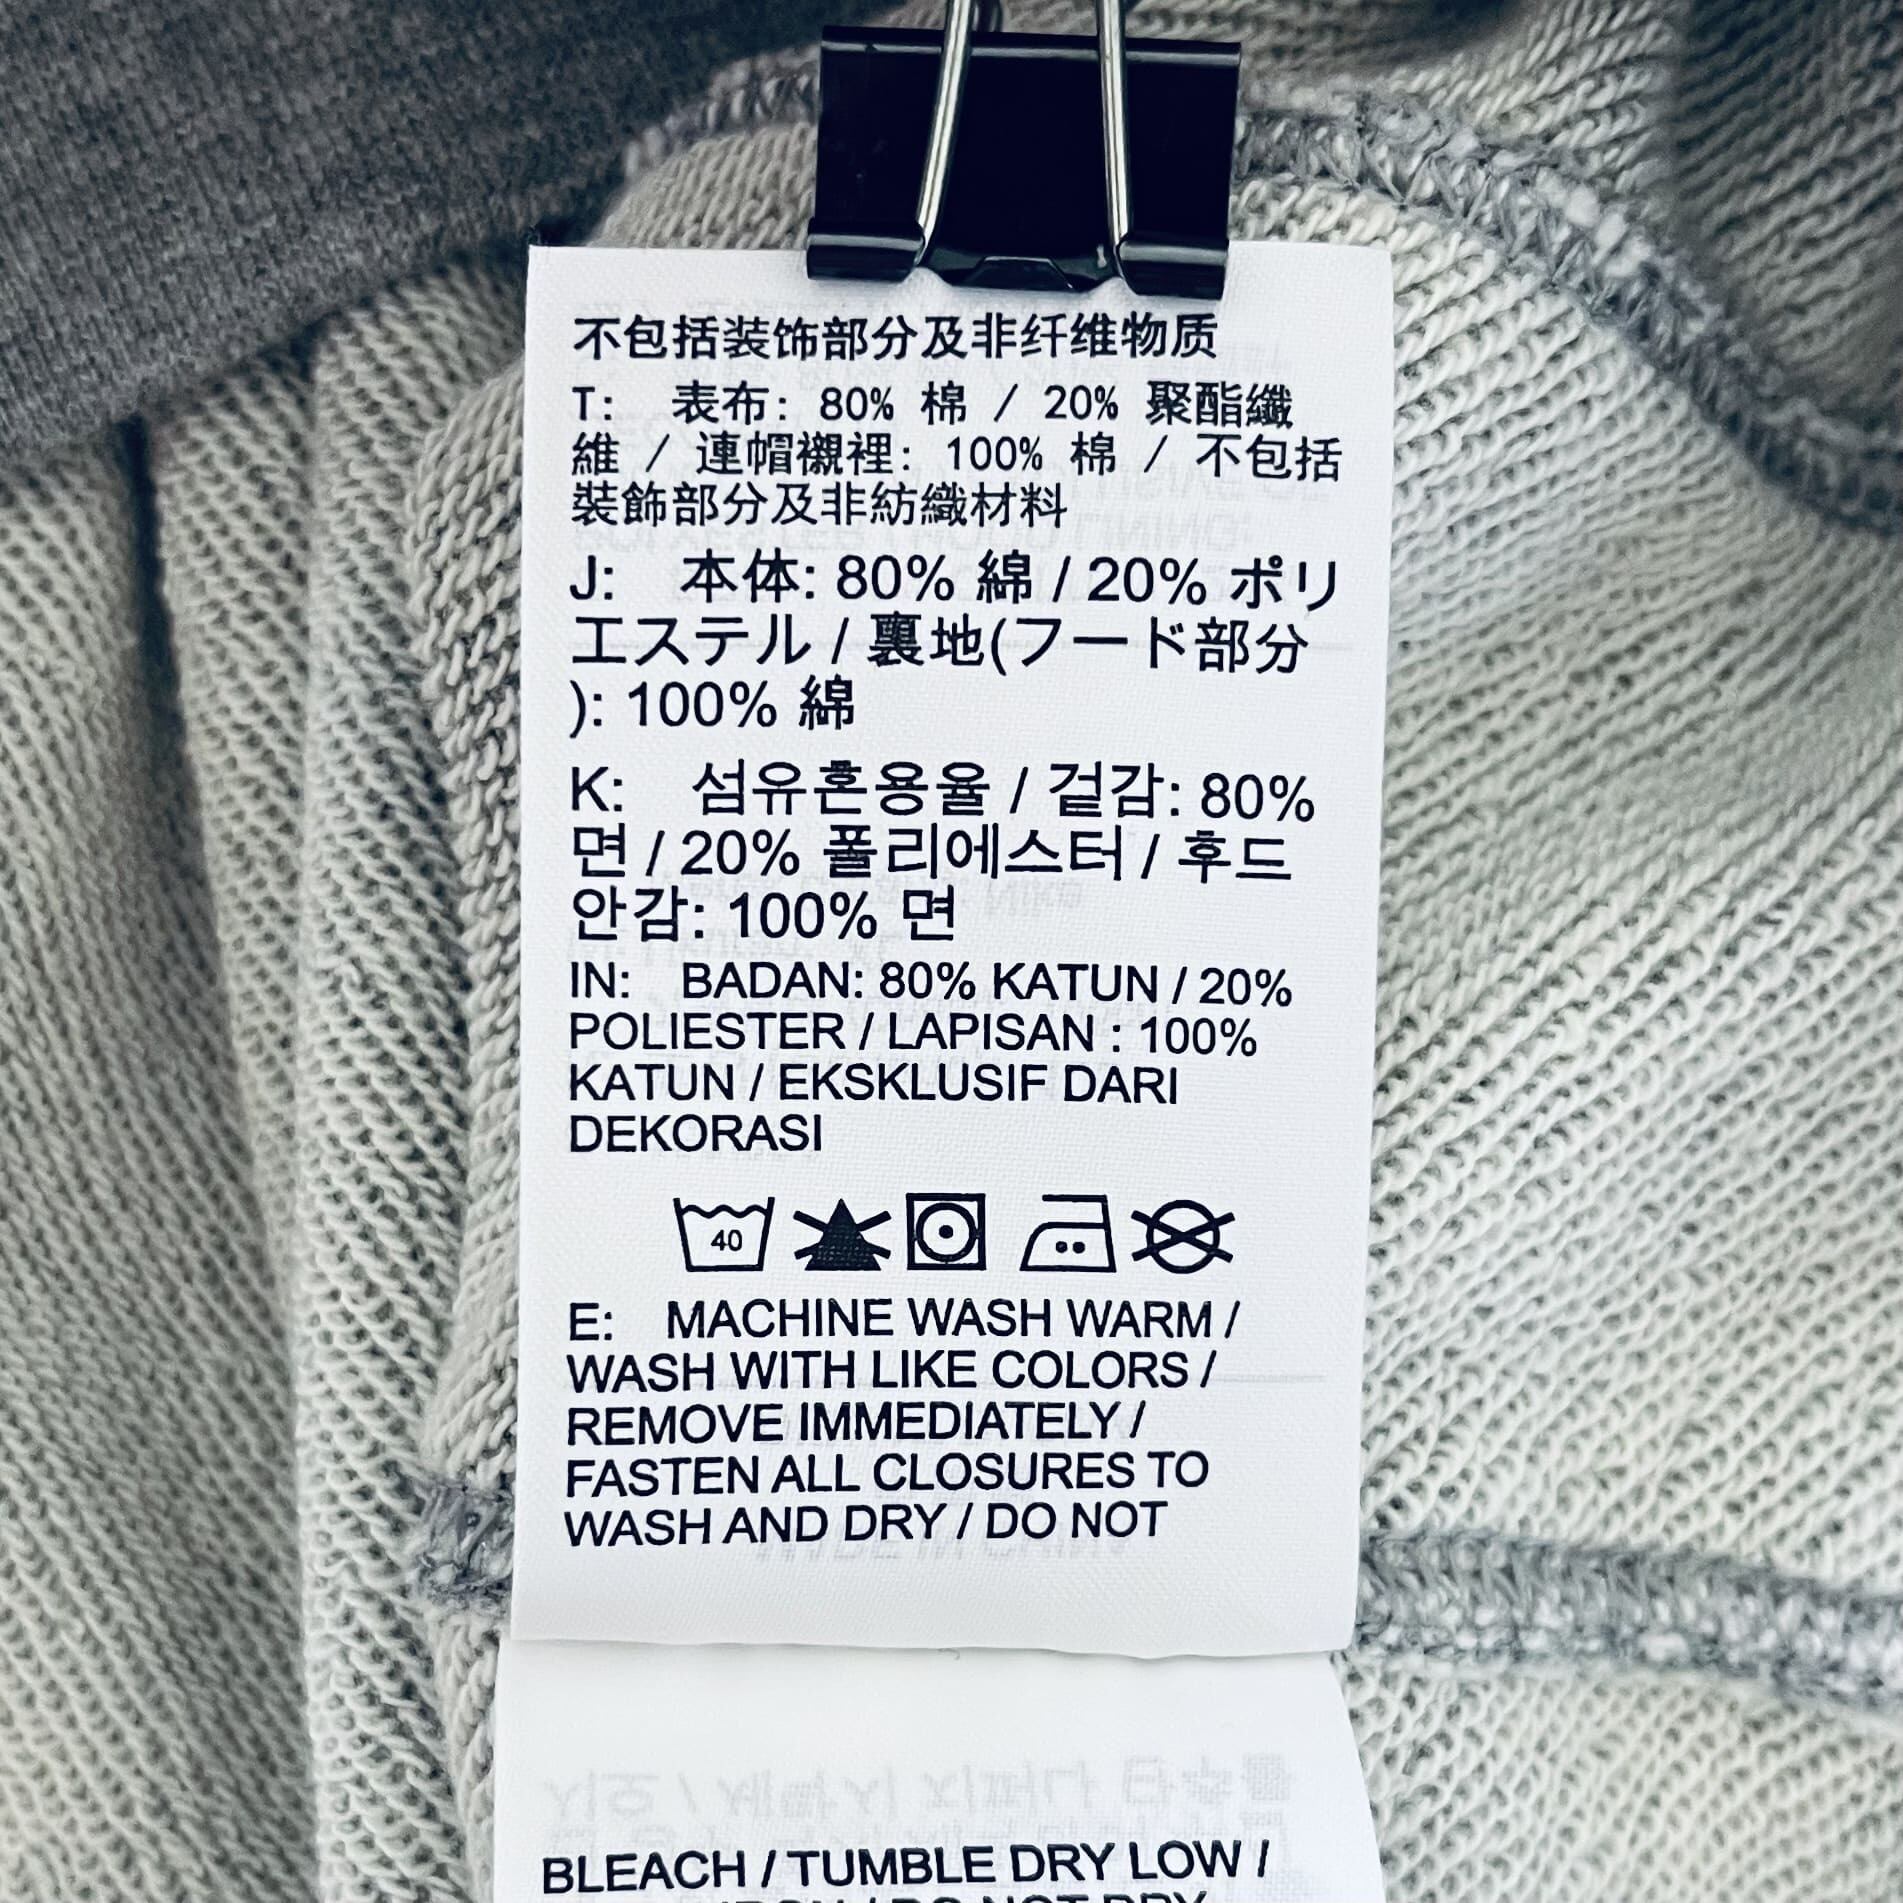 不包括装饰部分及非纤维物质
T: 表布: 80% 棉 / 20% 聚酯纖
維 / 連帽襯裡: 100% 棉 / 不包括
裝飾部分及非紡織材料
J: 本体: 80% 綿 / 20% ポリ
エステル / 裏地(フード部分
): 100% 綿
K: 섬유혼용율 / 겉감: 80%
면 / 20% 폴리에스터 / 후드
안감: 100% 면
IN: BADAN: 80% KATUN / 20%
POLIESTER / LAPISAN : 100%
KATUN / EKSKLUSIF DARI
DEKORASI
40
E: MACHINE WASH WARM /
WASH WITH LIKE COLORS /
REMOVE IMMEDIATELY /
FASTEN ALL CLOSURES TO
WASH AND DRY / DO NOT
BLEACH / TUMBLE DRY LOW /